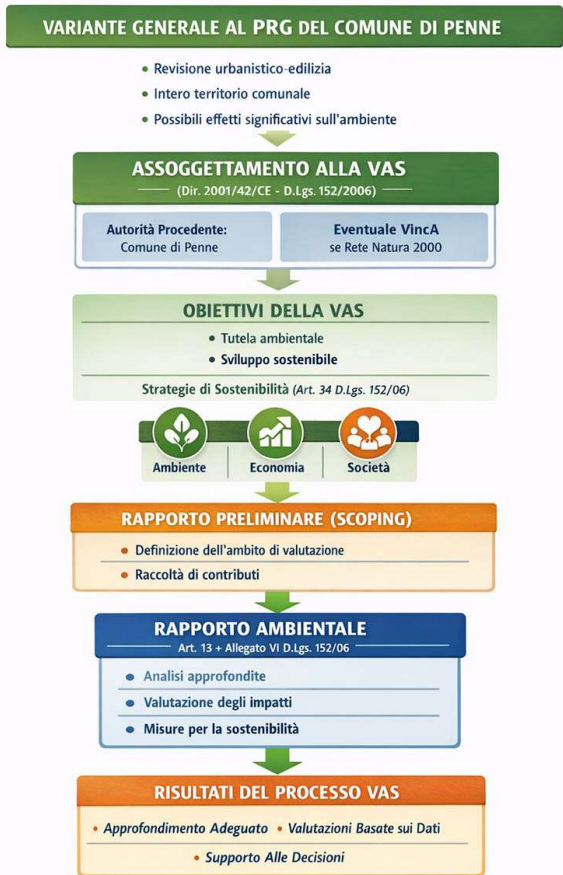 VARIANTE GENERALE AL PRG DEL COMUNE DI PENNE
• Revisione urbanistico-edilizia
• Intero territorio comunale
• Possibili effetti significativi sull'ambiente
ASSOGGETTAMENTO ALLA VAS
(Dir. 2001/42/CE - D.Lgs. 152/2006)
Autorità Procedente:
Comune di Penne
Eventuale VincA
se Rete Natura 2000
OBIETTIVI DELLA VAS
• Tutela ambientale
• Sviluppo sostenibile
Strategie di Sostenibilità (Art. 34 D.Lgs. 152/06)
Ambiente
Economia
Società
RAPPORTO PRELIMINARE (SCOPING)
• Definizione dell'ambito di valutazione
• Raccoltà di contributi
RAPPORTO AMBIENTALE
Art. 13 + Allegato VI D.Lgs. 152/06
• Analisi approfondite
• Valutazione degli impatti
• Misure per la sostenibilità
RISULTATI DEL PROCESSO VAS
• Approfondimento Adeguato • Valutazioni Basate sui Dati
• Supporto Alle Decisioni